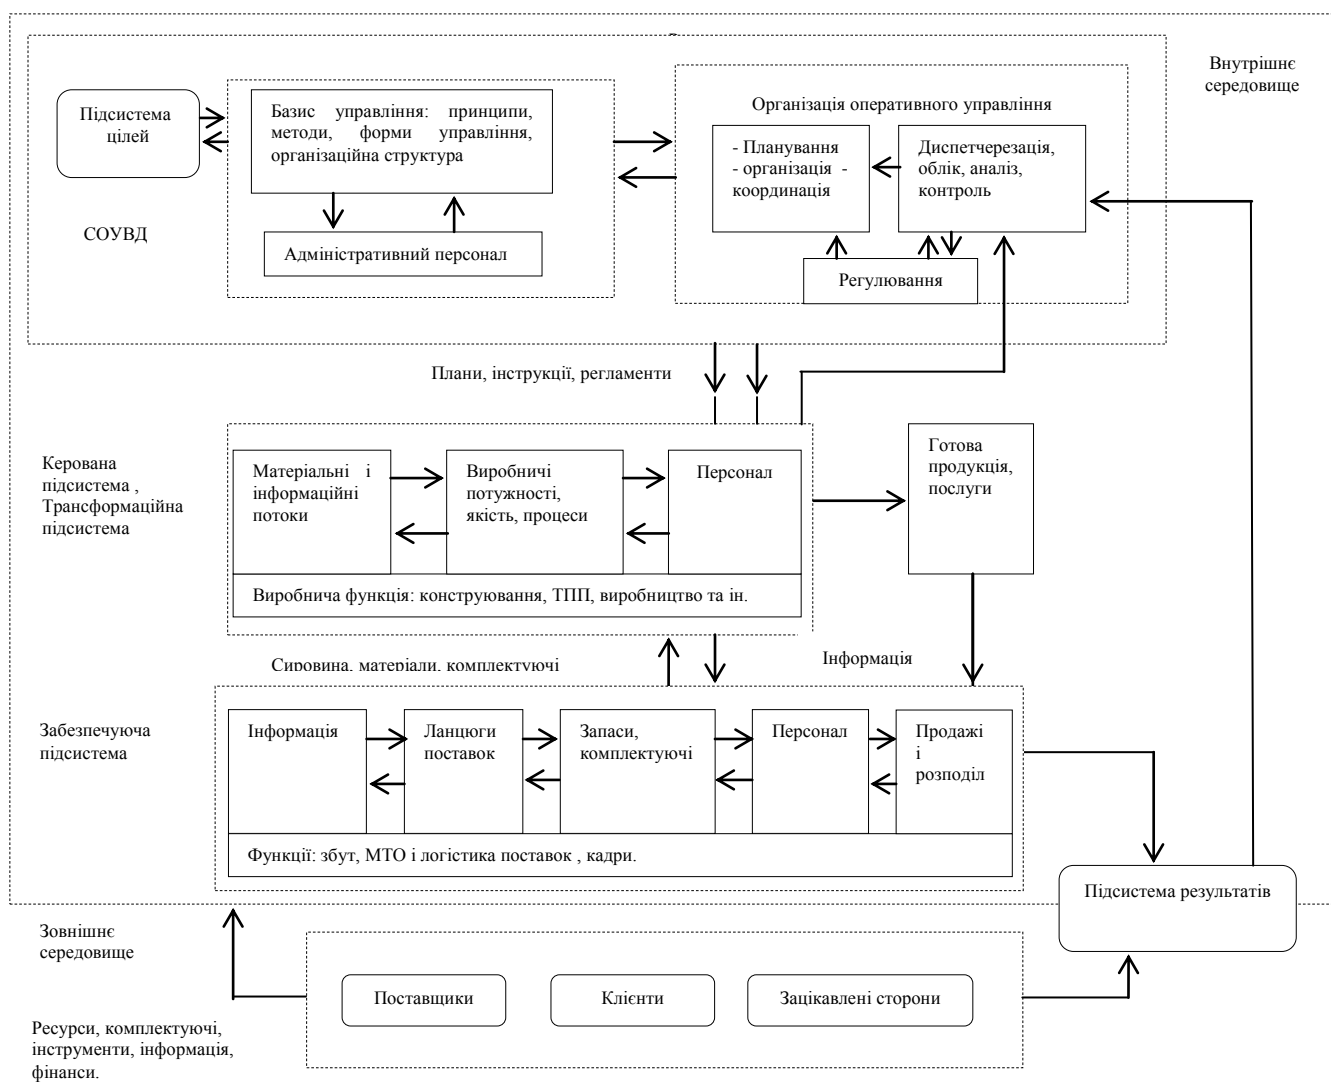 Внутрішнє
середовище
Підсистема
цілей
СОУВД
Базис управління: принципи,
методи, форми управління,
організаційна структура
Адміністративний персонал
Організація оперативного управління
- Планування
- організація -
координація
Диспетчерезація,
облік, аналіз,
контроль
Регулювання
Плани, інструкції, регламенти
Керована
підсистема ,
Трансформаційна
підсистема
Матеріальні і
інформаційні
потоки
Виробничі
потужності,
якість, процеси
Персонал
Виробнича функція: конструювання, ТПП, виробництво та ін.
Готова
продукція,
послуги
Сировина, матеріали, комплектуючі
Інформація
Забезпечуюча
підсистема
Інформація
Ланцюги
поставок
Запаси,
комплектуючі
Персонал
Продажі
і
розподіл
Функції: збут, МТО і логістика поставок , кадри.
Підсистема результатів
Зовнішнє
середовище
Поставщики
Клієнти
Зацікавлені сторони
Ресурси, комплектуючі,
інструменти, інформація,
фінанси.